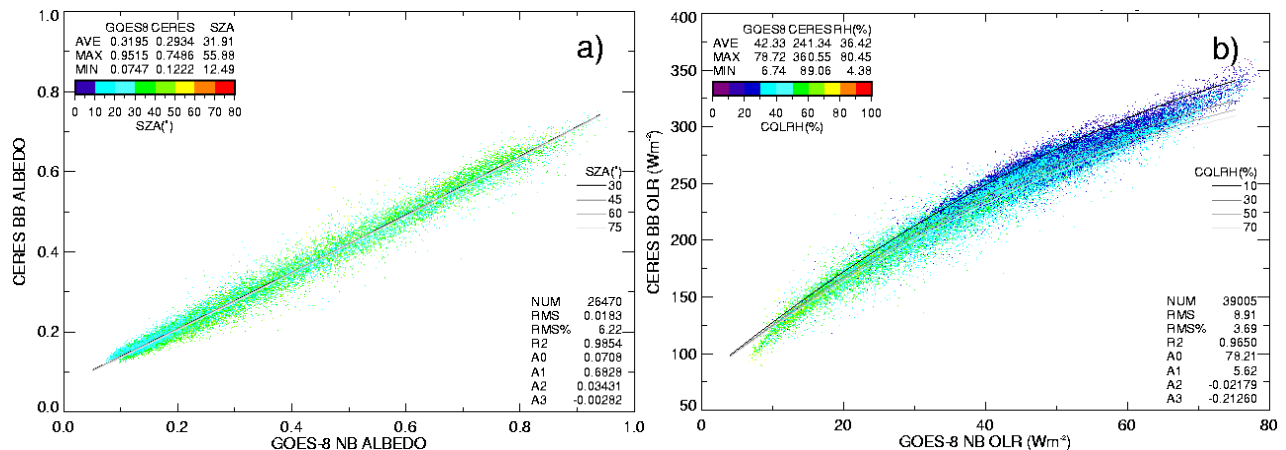 a)
GOES8 CERES SZA
AVE 0.3195 0.2934 31.91
MAX 0.9515 0.7486 55.88
MIN 0.0747 0.1222 12.49
0 10 20 30 40 50 60 70 80
SZA(°)
CERES BB ALBEDO
1.0
0.8
0.6
0.4
0.2
0.0
SZA(°)
30
45
60
75
NUM 26470
RMS 0.0183
RMS% 6.22
R2 0.9854
A0 0.0708
A1 0.6828
A2 0.03431
A3 -0.00282
0.0 0.2 0.4 0.6 0.8 1.0
GOES-8 NB ALBEDO
b)
GOES8 CERES RH(%)
AVE 42.33 241.34 36.42
MAX 78.72 360.55 80.45
MIN 6.74 89.06 4.38
0 20 40 60 80 100
COLRH(%)
CERES BB OLR (Wm⁻²)
400
350
300
250
200
150
100
50
COLRH(%)
10
30
50
70
NUM 39005
RMS 8.91
RMS% 3.69
R2 0.9650
A0 78.21
A1 5.62
A2 -0.02179
A3 -0.21260
0 20 40 60 80
GOES-8 NB OLR (Wm⁻²)